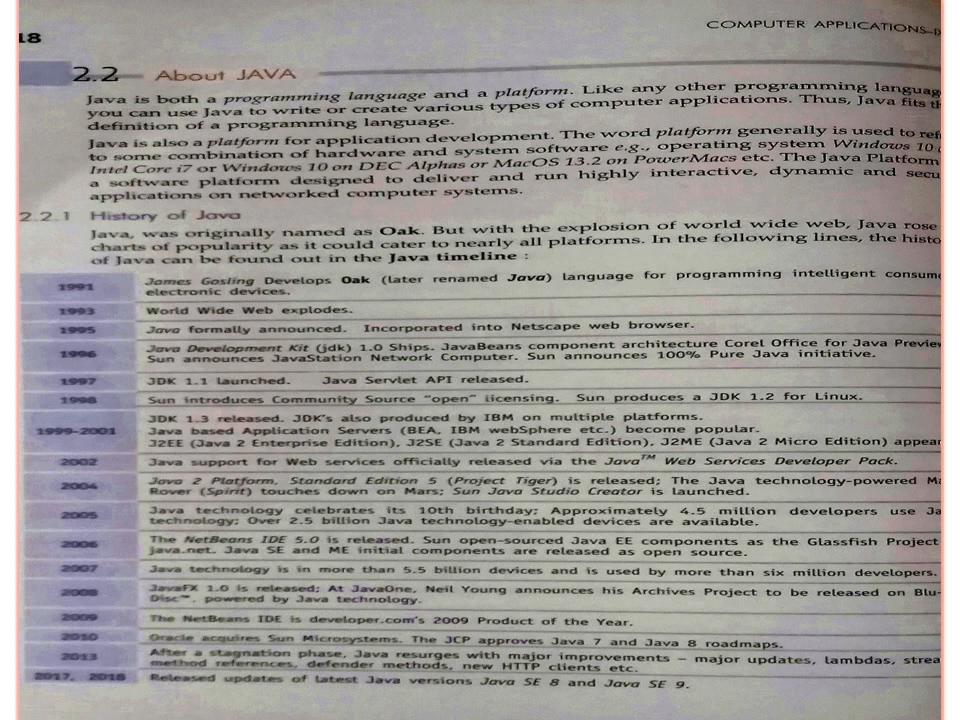 18
COMPUTER APPLICATIONS-IX
2.2 About JAVA
Java is both a programming language and a platform. Like any other programming languag
you can use Java to write or create various types of computer applications. Thus, Java fits th
definition of a programming language.
Java is also a platform for application development. The word platform generally is used to ref
to some combination of hardware and system software e.g., operating system Windows 10
Intel Core i7 or Windows 10 on DEC Alphas or MacOS 13.2 on PowerMacs etc. The Java Platform
a software platform designed to deliver and run highly interactive, dynamic and secu
applications on networked computer systems.
2.2.1 History of Java
Java, was originally named as Oak. But with the explosion of world wide web, Java rose
charts of popularity as it could cater to nearly all platforms. In the following lines, the histo
of Java can be found out in the Java timeline :
1991 James Gosling Develops Oak (later renamed Java) language for programming intelligent consume
electronic devices.
1993 World Wide Web explodes.
1995 Java formally announced. Incorporated into Netscape web browser.
1996 Java Development Kit (jdk) 1.0 Ships. JavaBeans component architecture Corel Office for Java Preview
Sun announces JavaStation Network Computer. Sun announces 100% Pure Java initiative.
1997 JDK 1.1 launched. Java Servlet API released.
1998 Sun introduces Community Source "open" licensing. Sun produces a JDK 1.2 for Linux.
1999-2001 JDK 1.3 released. JDK's also produced by IBM on multiple platforms.
Java based Application Servers (BEA, IBM webSphere etc.) become popular.
J2EE (Java 2 Enterprise Edition), J2SE (Java 2 Standard Edition), J2ME (Java 2 Micro Edition) appear
2002 Java support for Web services officially released via the Java™ Web Services Developer Pack.
2004 Java 2 Platform, Standard Edition 5 (Project Tiger) is released; The Java technology-powered Ma
Rover (Spirit) touches down on Mars; Sun Java Studio Creator is launched.
2005 Java technology celebrates its 10th birthday; Approximately 4.5 million developers use Ja
technology; Over 2.5 billion Java technology-enabled devices are available.
2006 The NetBeans IDE 5.0 is released. Sun open-sourced Java EE components as the Glassfish Project
java.net. Java SE and ME initial components are released as open source.
2007 Java technology is in more than 5.5 billion devices and is used by more than six million developers.
2008 JavaFX 1.0 is released; At JavaOne, Neil Young announces his Archives Project to be released on Blu-
Disc™, powered by Java technology.
2009 The NetBeans IDE is developer.com's 2009 Product of the Year.
2010 Oracle acquires Sun Microsystems. The JCP approves Java 7 and Java 8 roadmaps.
2013 After a stagnation phase, Java resurges with major improvements – major updates, lambdas, strea
method references, defender methods, new HTTP clients etc.
2017, 2018 Released updates of latest Java versions Java SE 8 and Java SE 9.